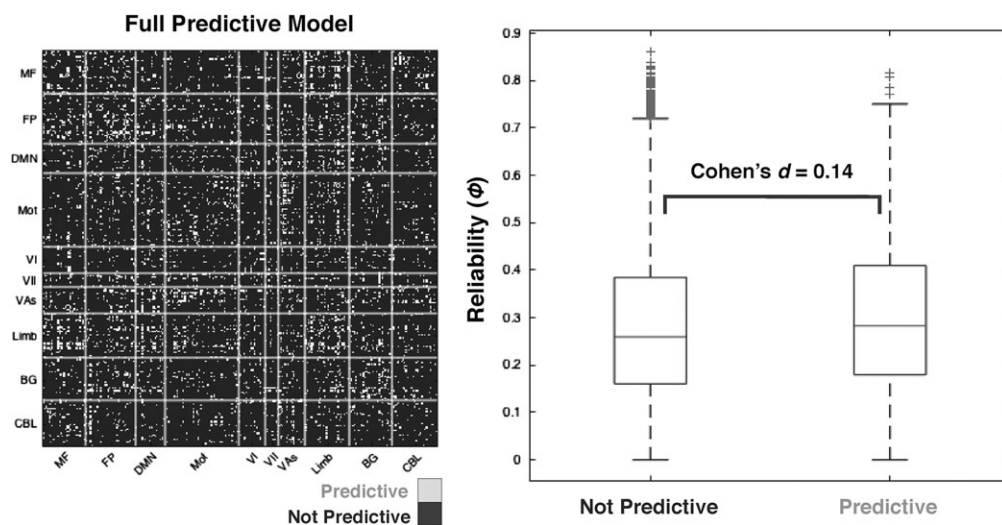 Full Predictive Model
MF
FP
DMN
Mot
VI
VII
VAs
Limb
BG
CBL
MF
FP
DMN
Mot
VI
VII
VAs
Limb
BG
CBL
Predictive
Not Predictive
Reliability (Φ)
0.9
0.8
0.7
0.6
0.5
0.4
0.3
0.2
0.1
0
Cohen's d = 0.14
Not Predictive
Predictive